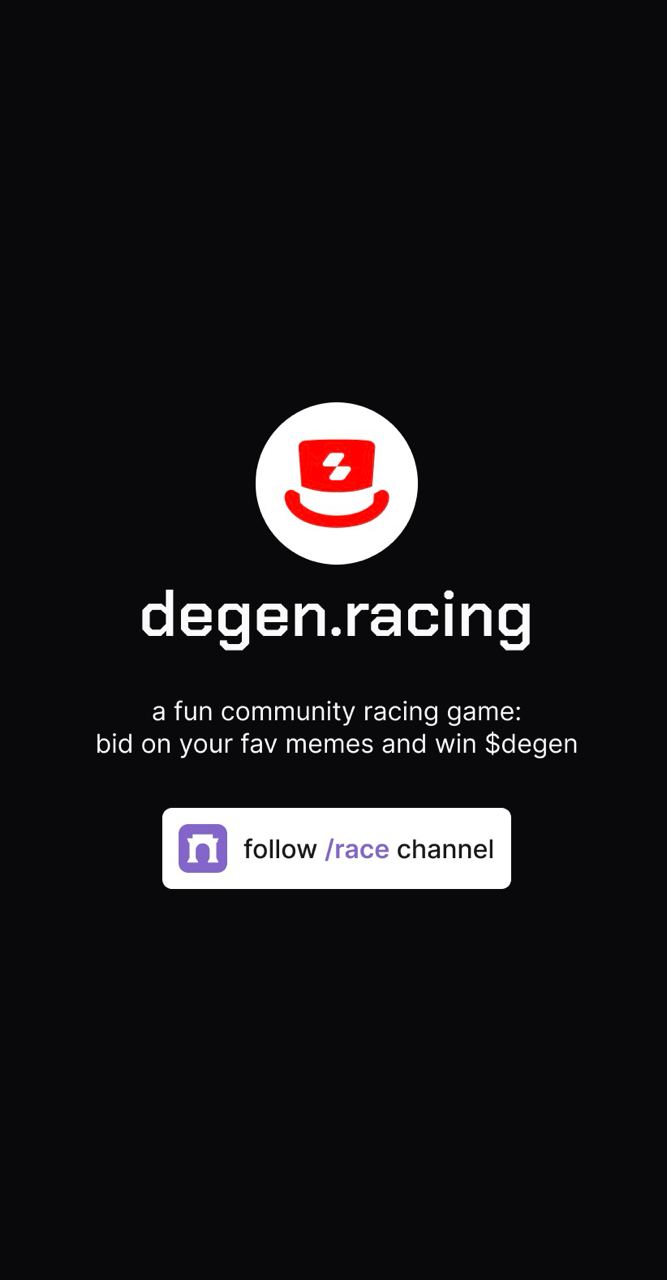 degen.racing
a fun community racing game:
bid on your fav memes and win $degen
follow /race channel